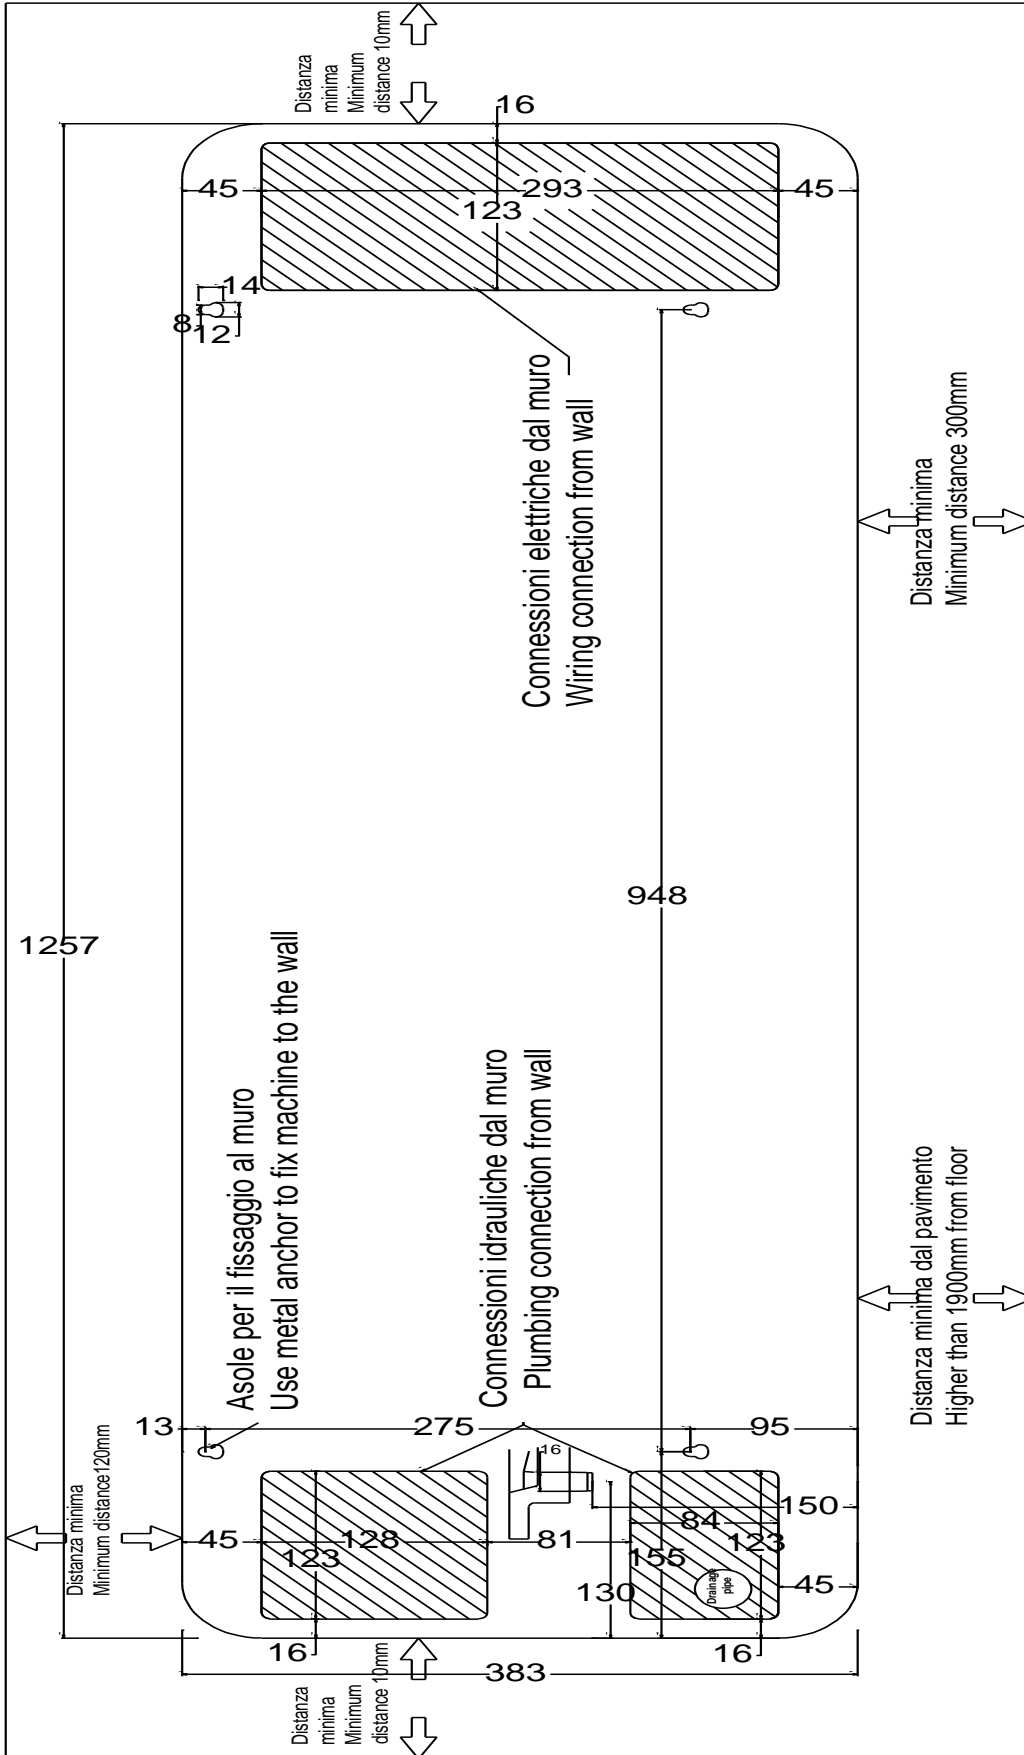 Distanza
minima
Minimum
distance 10mm
16
45
293
45
123
14
8
12
Connessioni elettriche dal muro
Wiring connection from wall
Distanza minima
Minimum distance 300mm
948
1257
Asole per il fissaggio al muro
Use metal anchor to fix machine to the wall
Connessioni idrauliche dal muro
Plumbing connection from wall
Distanza minima dal pavimento
Higher than 1900mm from floor
13
275
95
Distanza minima
Minimum distance120mm
16
150
45
128
81
84
123
155
123
130
Drainage
pipe
45
16
16
383
Distanza
minima
Minimum
distance 10mm